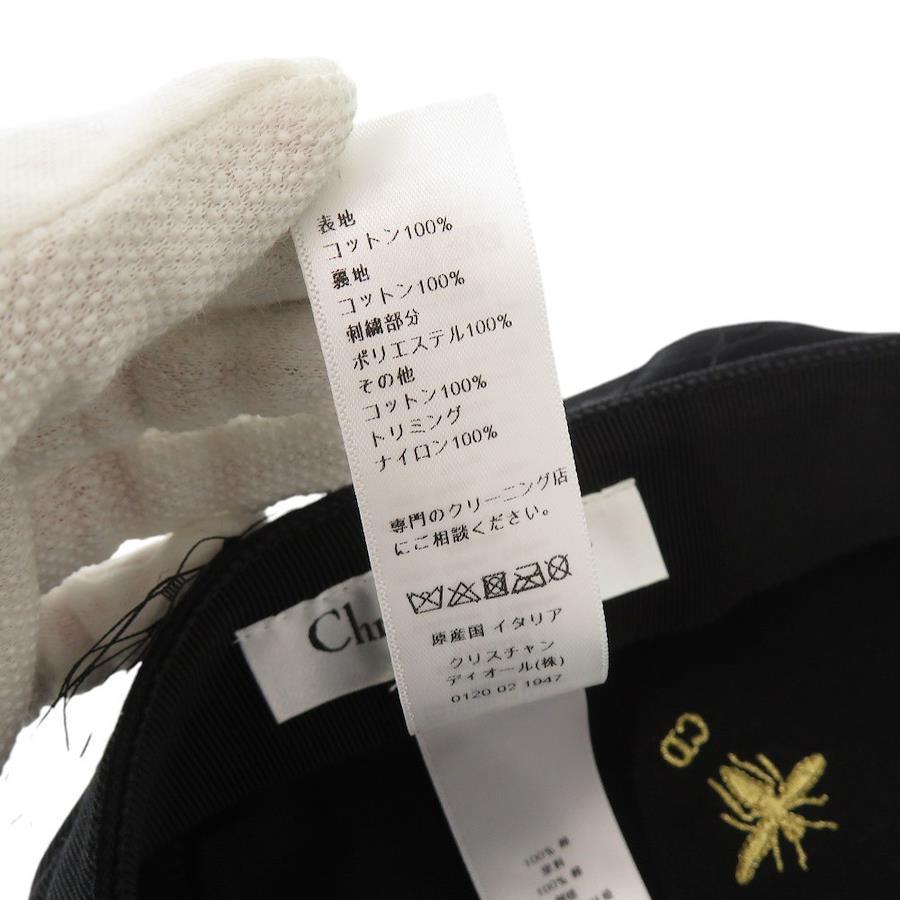 表地
コットン100%
裏地
コットン100%
刺繍部分
ポリエステル100%
その他
コットン100%
トリミング
ナイロン100%
専門のクリーニング店
にご相談ください。
原産国 イタリア
クリスチャン
ディオール(株)
0120 02 1947
Ch
CD
100%
100%